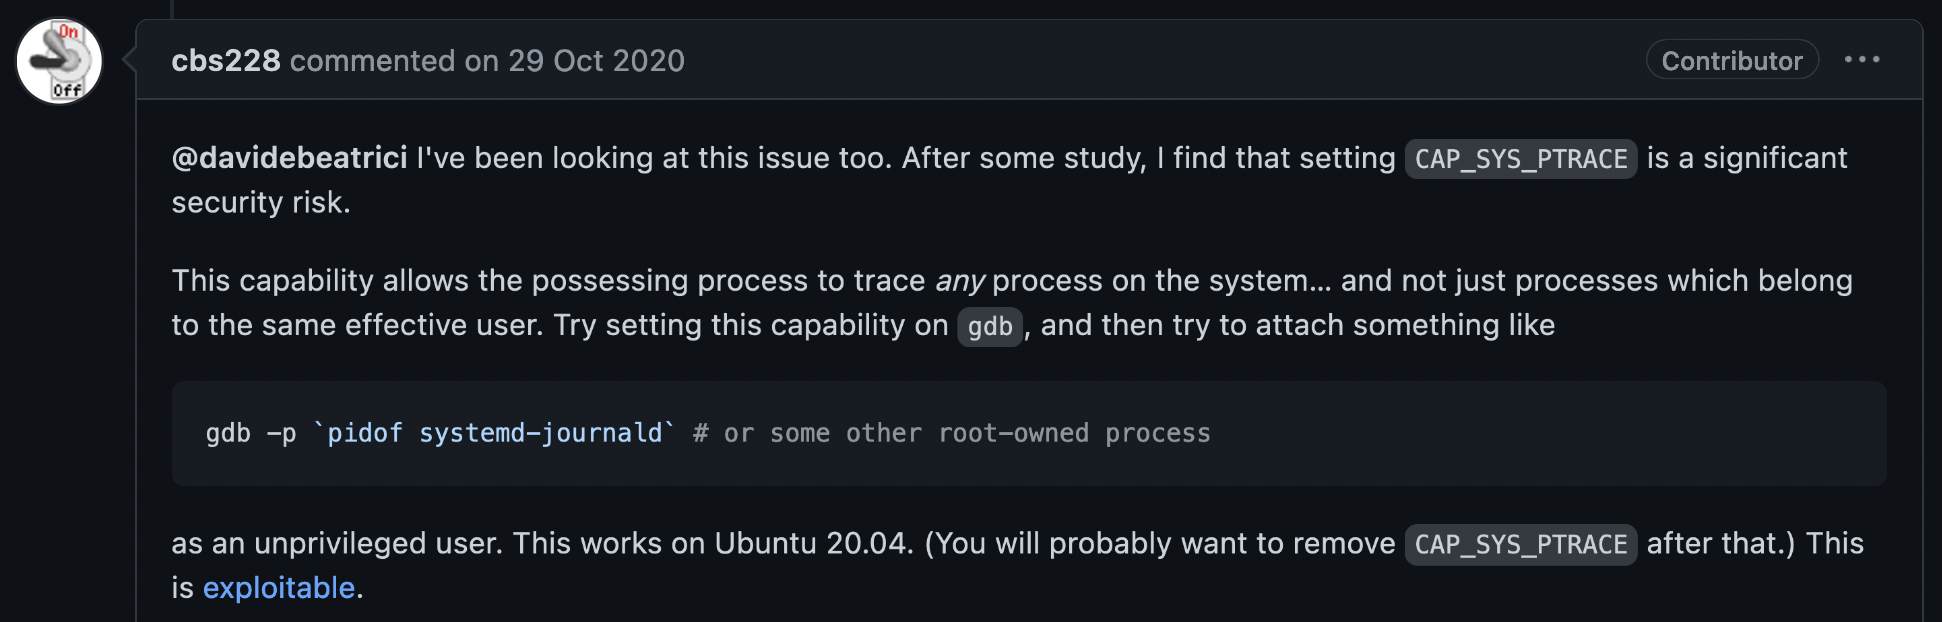 On
Off
cbs228 commented on 29 Oct 2020
Contributor
@davidebeatrici I've been looking at this issue too. After some study, I find that setting CAP_SYS_PTRACE is a significant
security risk.
This capability allows the possessing process to trace any process on the system... and not just processes which belong
to the same effective user. Try setting this capability on gdb, and then try to attach something like
gdb -p `pidof systemd-journald` # or some other root-owned process
as an unprivileged user. This works on Ubuntu 20.04. (You will probably want to remove CAP_SYS_PTRACE after that.) This
is exploitable.